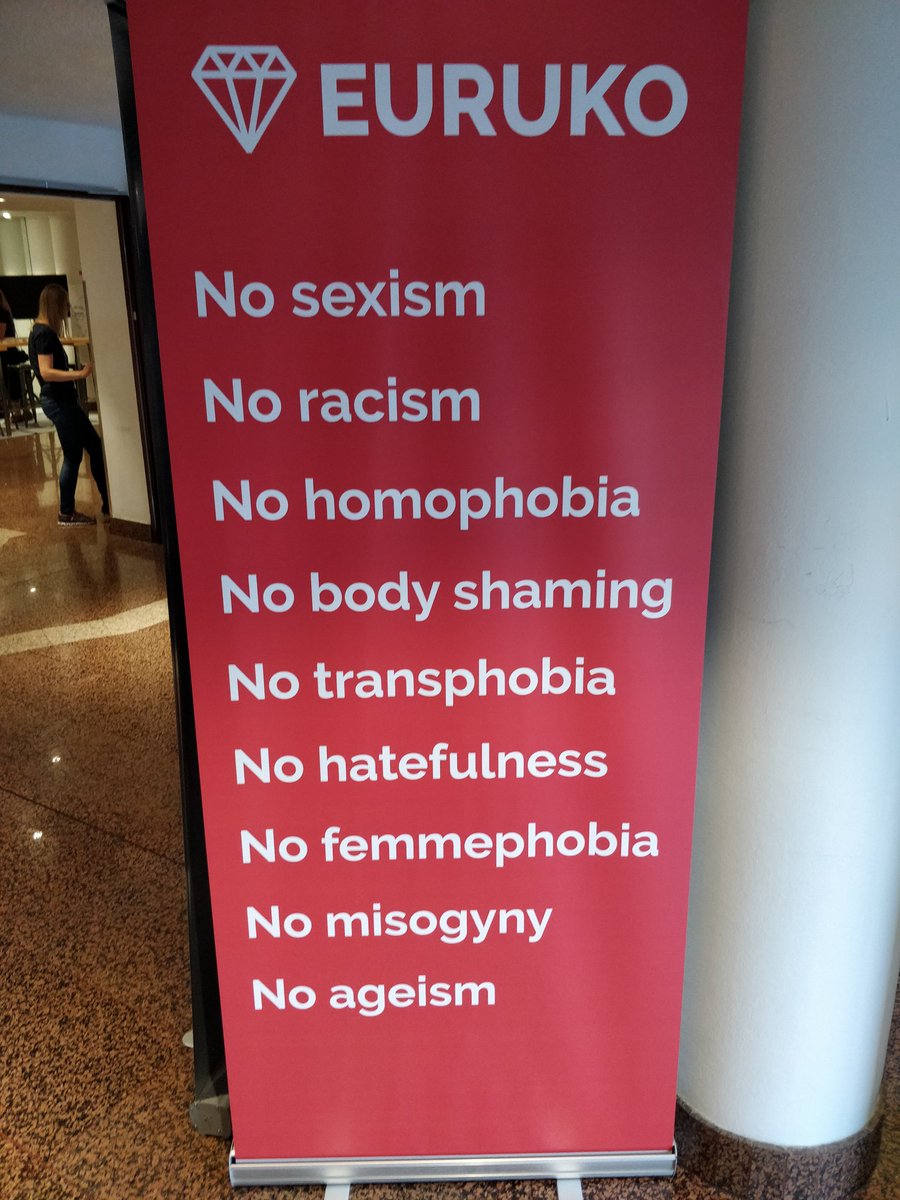 EURUKO
No sexism
No racism
No homophobia
No body shaming
No transphobia
No hatefulness
No femmephobia
No misogyny
No ageism